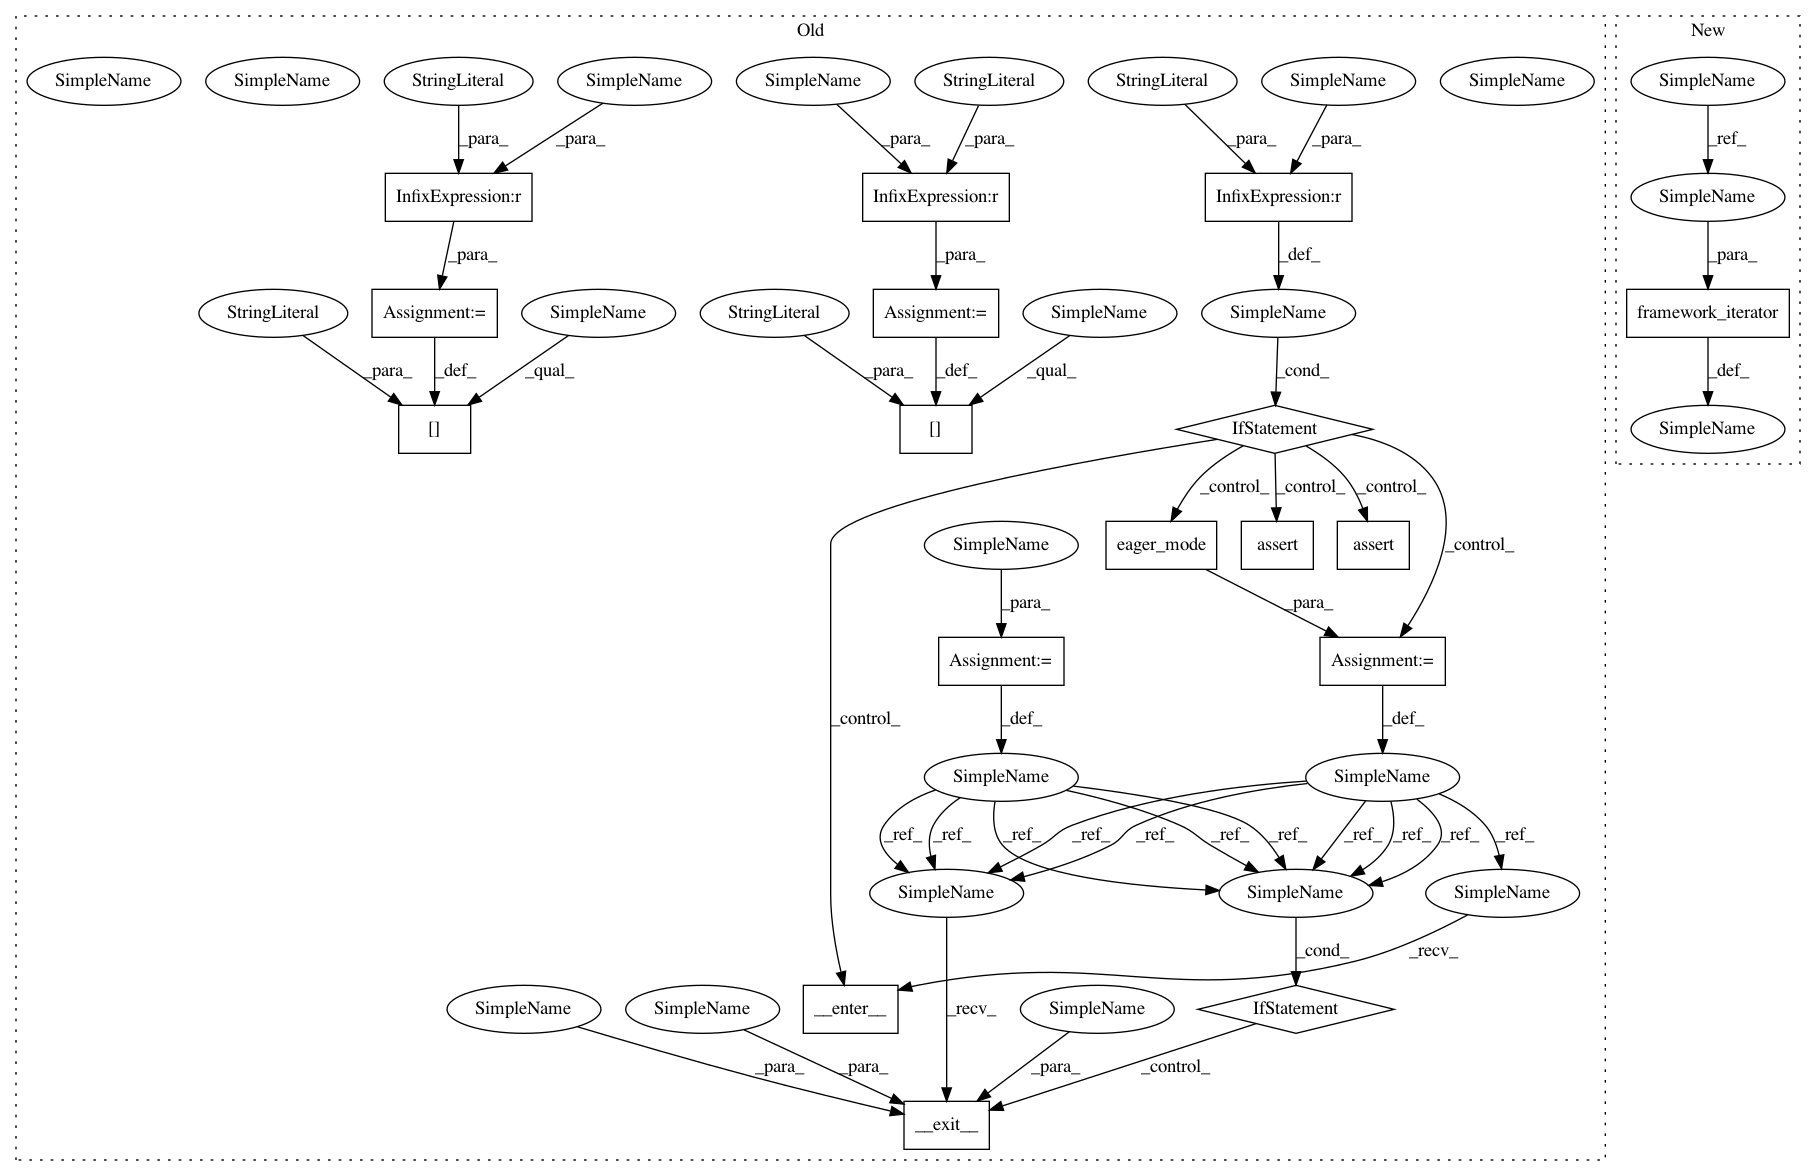 Old
New
SimpleName
SimpleName
StringLiteral
SimpleName
SimpleName
StringLiteral
StringLiteral
SimpleName
SimpleName
SimpleName
_para_
_para_
_para_
_para_
_para_
_para_
_ref_
InfixExpression:r
InfixExpression:r
InfixExpression:r
SimpleName
_para_
_para_
_def_
_para_
StringLiteral
Assignment:=
SimpleName
StringLiteral
Assignment:=
SimpleName
SimpleName
framework_iterator
_para_
_def_
_qual_
_para_
_def_
_qual_
_cond_
_def_
[]
[]
IfStatement
SimpleName
_control_
_control_
_control_
_control_
SimpleName
eager_mode
assert
assert
_para_
_para_
Assignment:=
Assignment:=
_control_
_def_
_def_
SimpleName
SimpleName
_ref_
_ref_
_ref_
_ref_
_ref_
_ref_
_ref_
_ref_
_ref_
_ref_
_ref_
SimpleName
SimpleName
SimpleName
_cond_
_recv_
SimpleName
SimpleName
__enter__
_recv_
SimpleName
IfStatement
_para_
_para_
_para_
_control_
__exit__